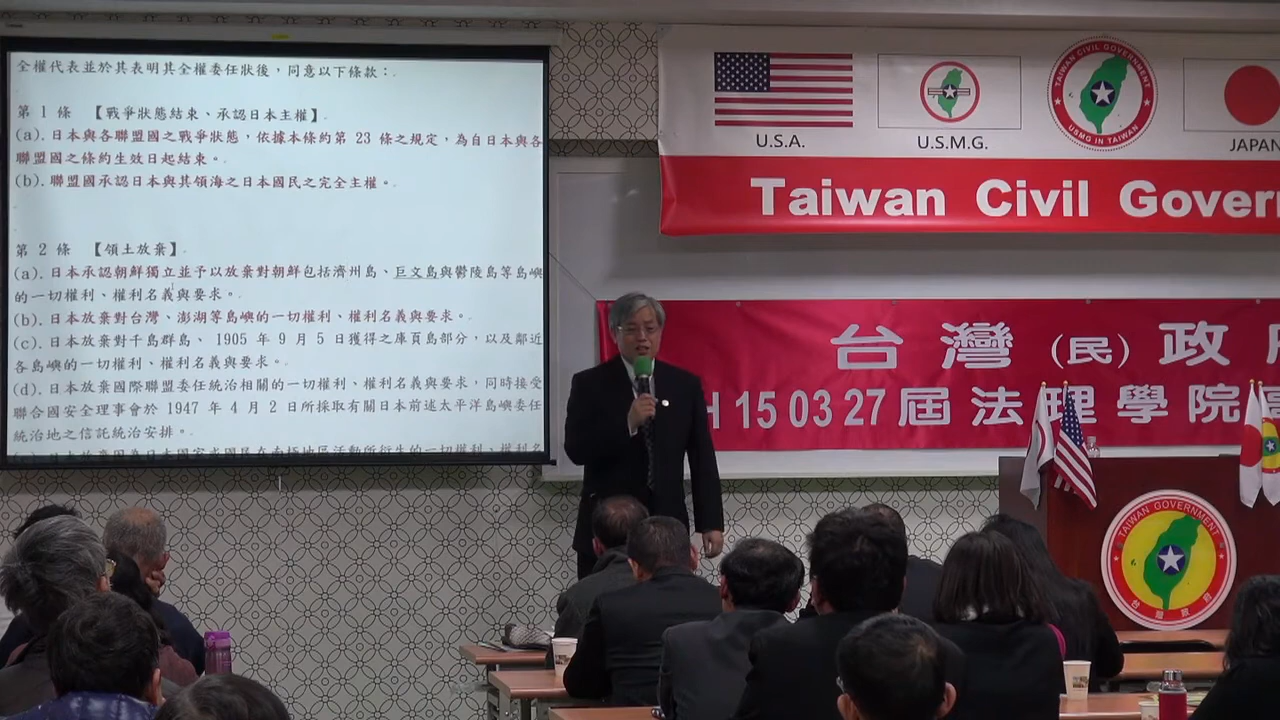 全權代表並於其表明其全權委任狀後，同意以下條款：
第 1 條 【戰爭狀態結束、承認日本主權】
(a). 日本與各聯盟國之戰爭狀態，依據本條約第 23 條之規定，為自日本與各
聯盟國之條約生效日起結束。
(b). 聯盟國承認日本與其領海之日本國民之完全主權。
第 2 條 【領土放棄】
(a). 日本承認朝鮮獨立並予以放棄對朝鮮包括濟州島、巨文島與鬱陵島等島嶼
的一切權利、權利名義與要求。
(b). 日本放棄對台灣、澎湖等島嶼的一切權利、權利名義與要求。
(c). 日本放棄對千島群島、 1905 年 9 月 5 日獲得之庫頁島部分，以及鄰近
各島嶼的一切權利、權利名義與要求。
(d). 日本放棄國際聯盟委任統治相關的一切權利、權利名義與要求，同時接受
聯合國安全理事會於 1947 年 4 月 2 日所採取有關日本前述太平洋島嶼委任
統治地之信託統治安排。
U.S.A.
U.S.M.G.
TAIWAN CIVIL GOVERNMENT
USMG IN TAIWAN
JAPAN
Taiwan Civil Gover
台灣(民)政
H 15 03 27 屆法理學院
TAIWAN GOVERNMENT
台灣政府